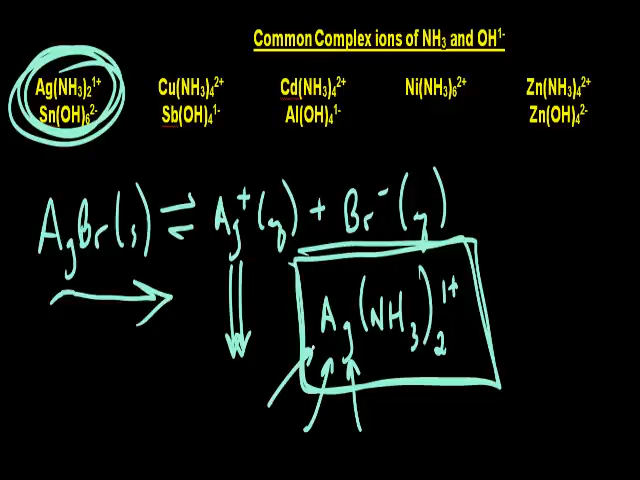 Common Complex ions of NH₃ and OH¹⁻
Ag(NH₃)₂¹⁺ Cu(NH₃)₄²⁺ Cd(NH₃)₄²⁺ Ni(NH₃)₆²⁺ Zn(NH₃)₄²⁺
Sn(OH)₆²⁻ Sb(OH)₄¹⁻ Al(OH)₄¹⁻ Zn(OH)₄²⁻
AgBr(s) ⇌ Ag⁺(aq) + Br⁻(aq)
Ag(NH₃)₂¹⁺